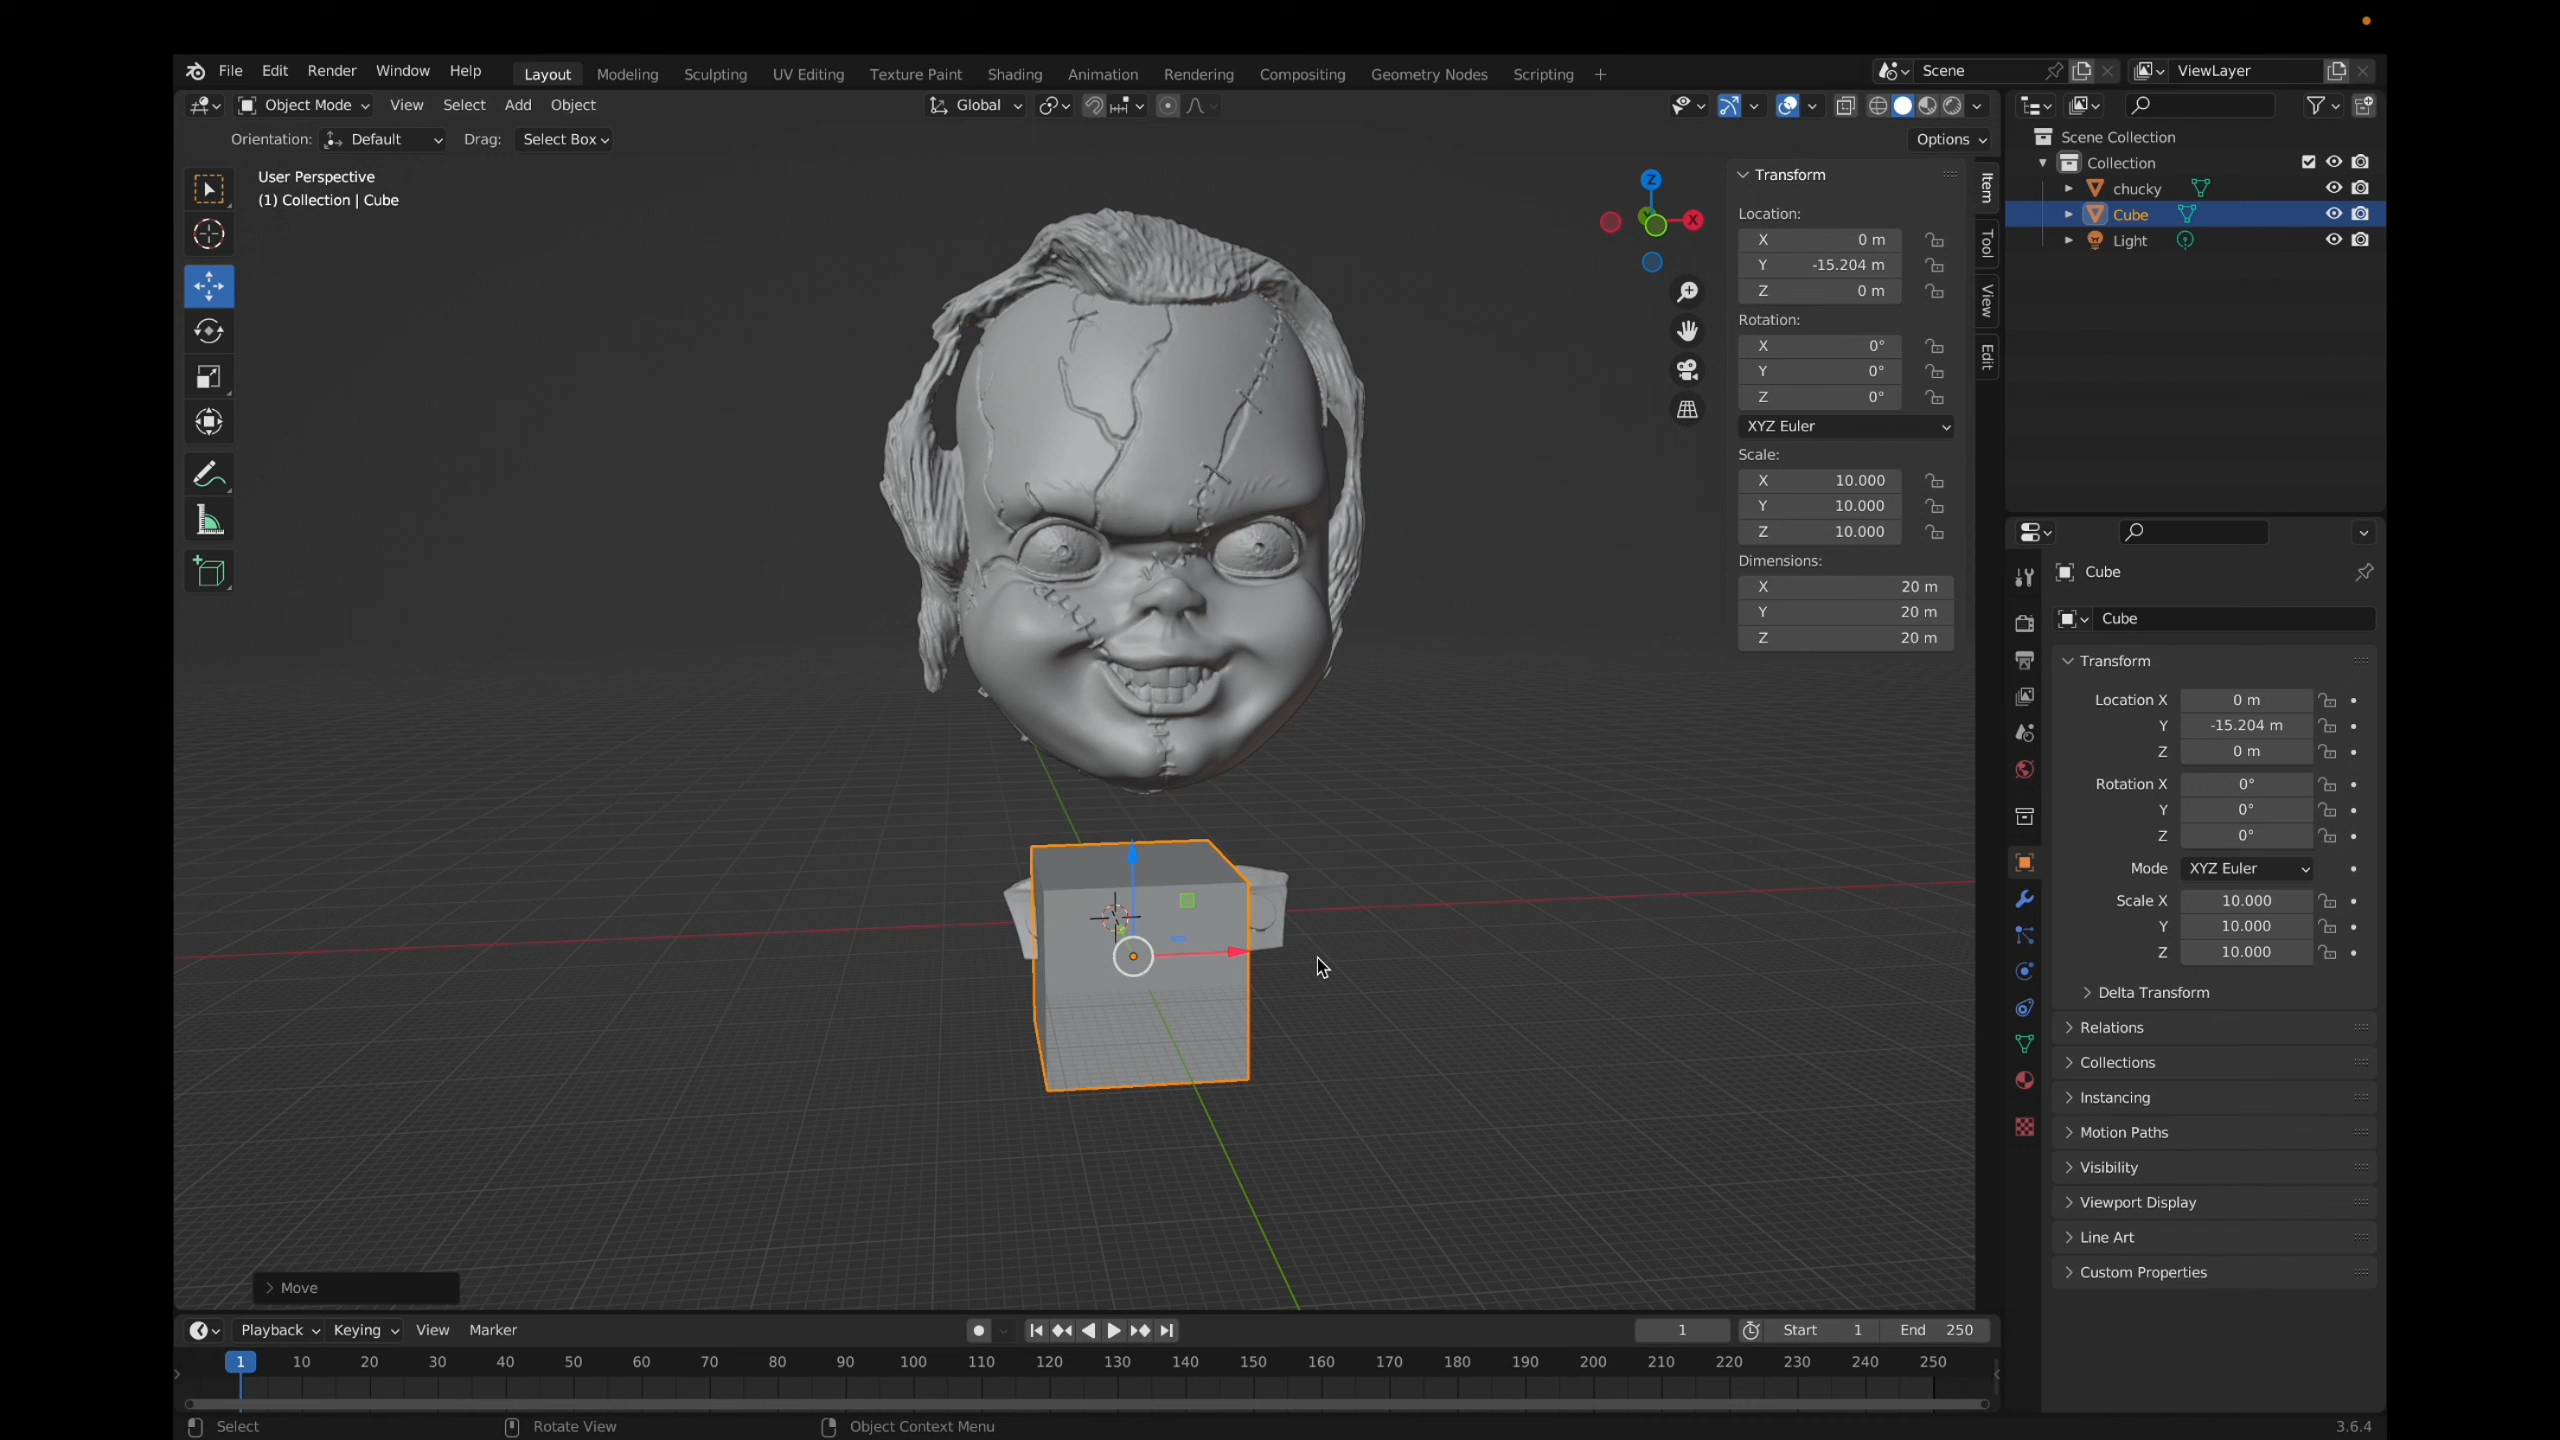 File Edit Render Window Help Layout Modeling Sculpting UV Editing Texture Paint Shading Animation Rendering Compositing Geometry Nodes Scripting + Scene ViewLayer
Object Mode View Select Add Object Global
Orientation: Default Drag: Select Box Options
User Perspective
(1) Collection | Cube
Z
X
Y
Transform
Location:
X 0 m
Y -15.204 m
Z 0 m
Rotation:
X 0°
Y 0°
Z 0°
XYZ Euler
Scale:
X 10.000
Y 10.000
Z 10.000
Dimensions:
X 20 m
Y 20 m
Z 20 m
Item
Tool
View
Edit
Scene Collection
Collection
chucky
Cube
Light
Cube
Cube
Transform
Location X 0 m
Y -15.204 m
Z 0 m
Rotation X 0°
Y 0°
Z 0°
Mode XYZ Euler
Scale X 10.000
Y 10.000
Z 10.000
Delta Transform
Relations
Collections
Instancing
Motion Paths
Visibility
Viewport Display
Line Art
Custom Properties
Move
Playback Keying View Marker 1 Start 1 End 250
1 10 20 30 40 50 60 70 80 90 100 110 120 130 140 150 160 170 180 190 200 210 220 230 240 250
Select Rotate View Object Context Menu 3.6.4